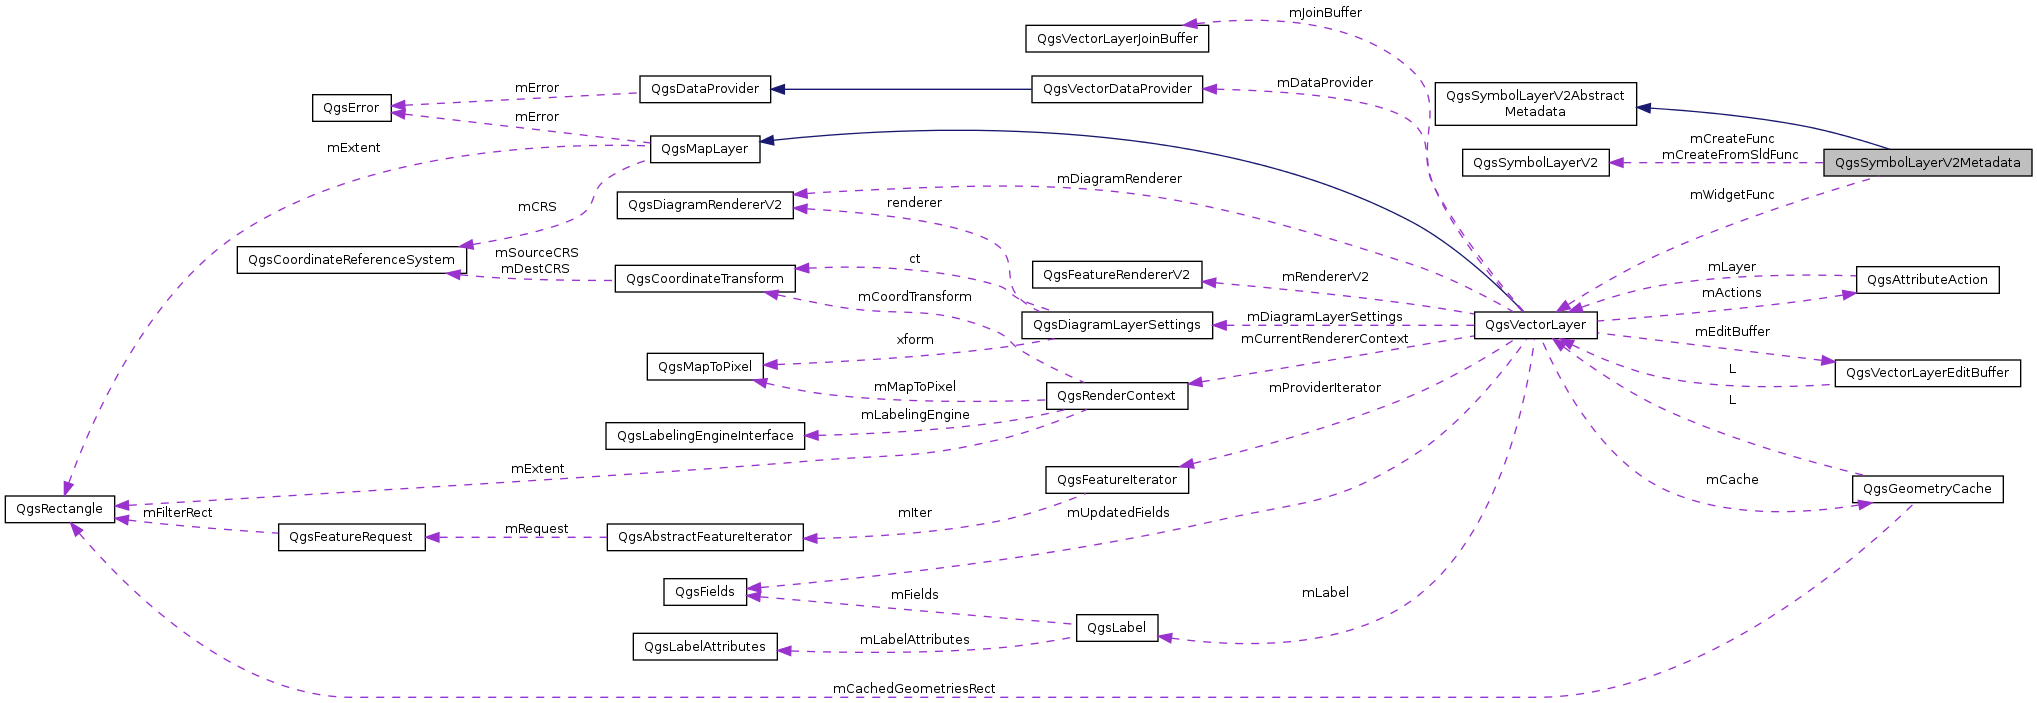 mJoinBuffer
QgsVectorLayerJoinBuffer
mDataProvider
mError
QgsDataProvider
QgsVectorDataProvider
QgsSymbolLayerV2Abstract
Metadata
QgsError
mError
mCreateFunc
mCreateFromSldFunc
mExtent
QgsMapLayer
QgsSymbolLayerV2
QgsSymbolLayerV2Metadata
mDiagramRenderer
mWidgetFunc
mCRS
QgsDiagramRendererV2
renderer
QgsCoordinateReferenceSystem
mSourceCRS
mDestCRS
ct
QgsCoordinateTransform
QgsFeatureRendererV2
mRendererV2
mLayer
QgsAttributeAction
mActions
mCoordTransform
QgsDiagramLayerSettings
mDiagramLayerSettings
QgsVectorLayer
mEditBuffer
xform
mCurrentRendererContext
QgsMapToPixel
L
QgsVectorLayerEditBuffer
mMapToPixel
QgsRenderContext
mProviderIterator
L
mLabelingEngine
QgsLabelingEngineInterface
mExtent
QgsFeatureIterator
mCache
QgsGeometryCache
QgsRectangle
mFilterRect
mIter
mUpdatedFields
QgsFeatureRequest
mRequest
QgsAbstractFeatureIterator
QgsFields
mFields
mLabel
QgsLabel
QgsLabelAttributes
mLabelAttributes
mCachedGeometriesRect